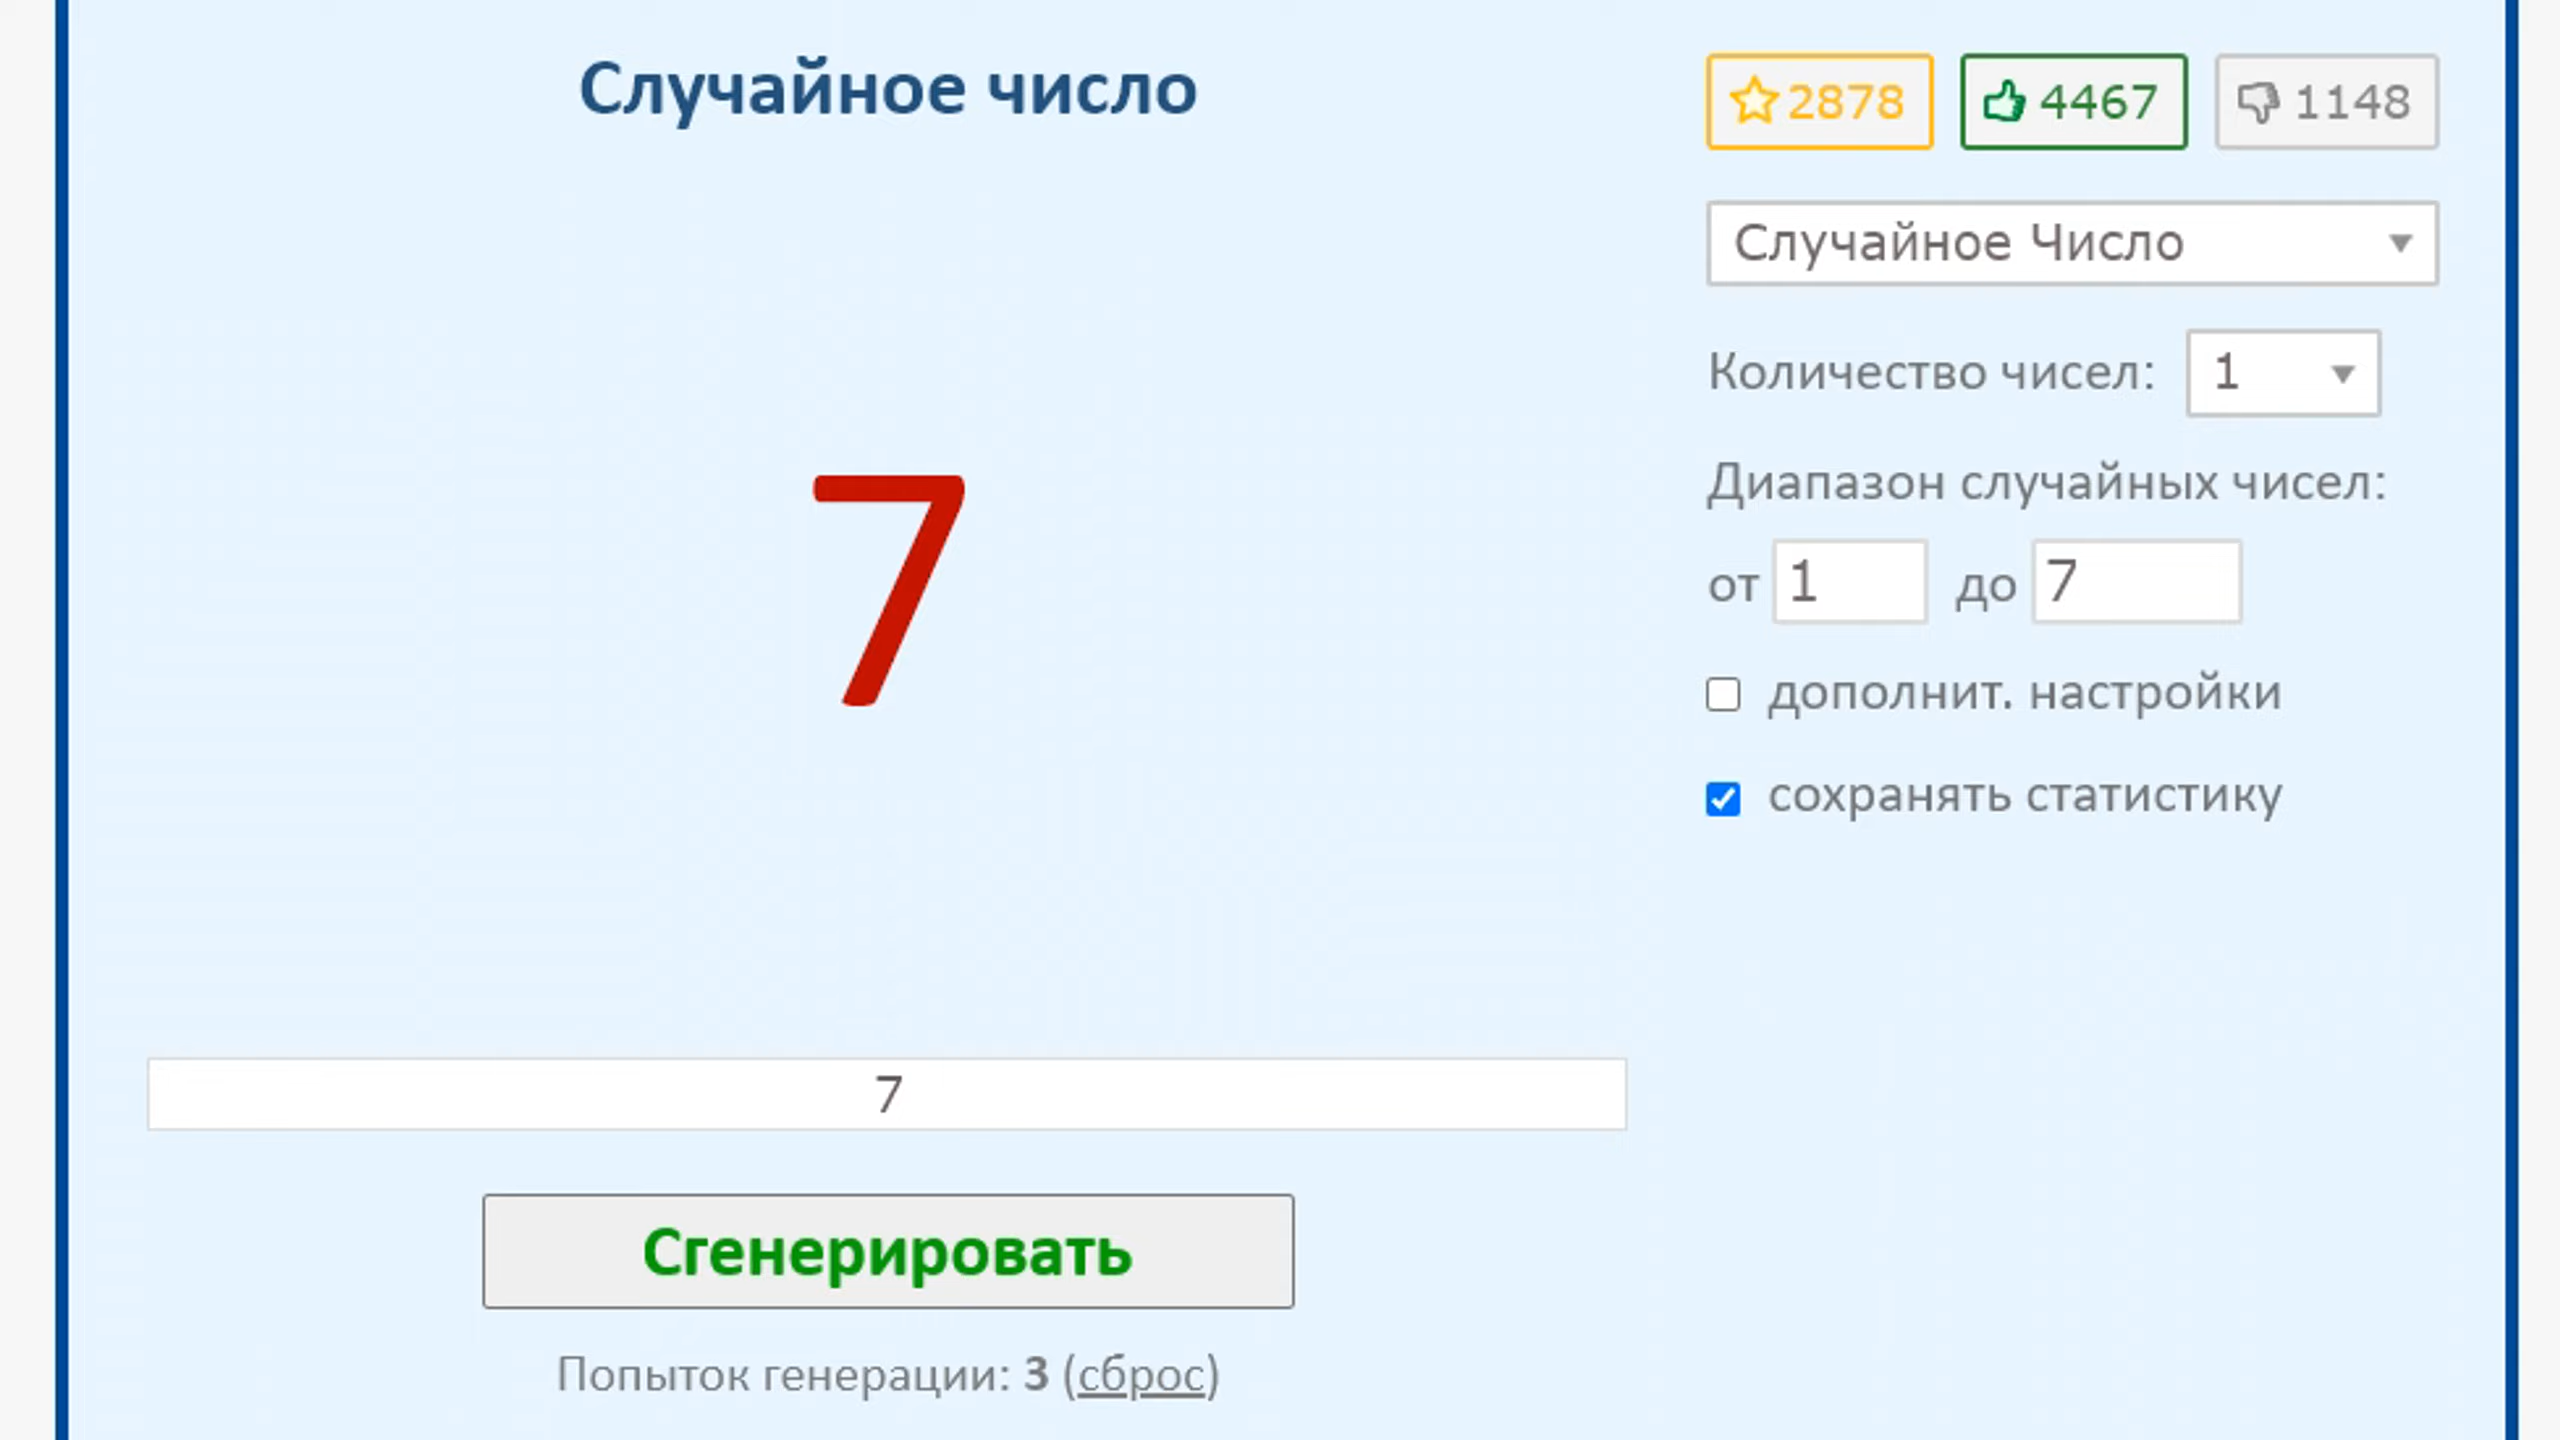 Случайное число
2878 4467 1148
Случайное Число
Количество чисел: 1
Диапазон случайных чисел:
от 1 до 7
дополнит. настройки
сохранять статистику
7
7
Сгенерировать
Попыток генерации: 3 (сброс)